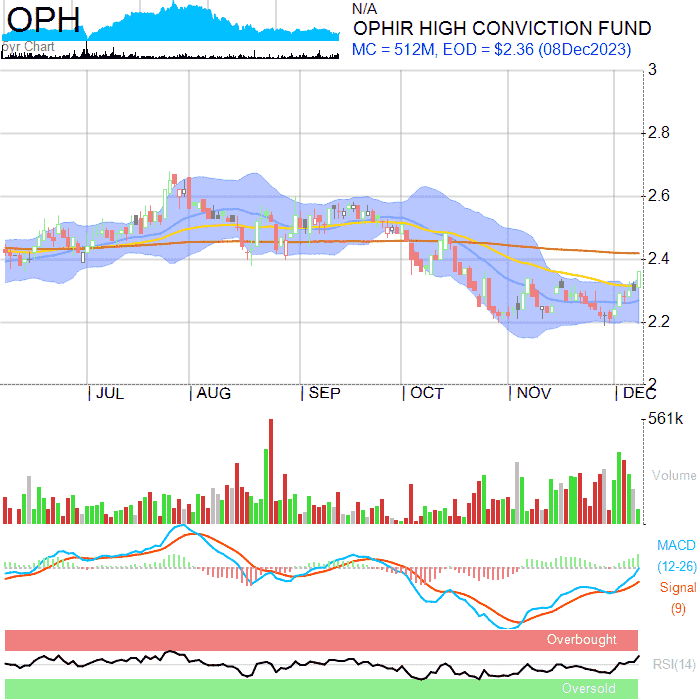 OPH
5yr Chart
N/A
OPHIR HIGH CONVICTION FUND
MC = 512M, EOD = $2.36 (08Dec2023)
3
2.8
2.6
2.4
2.2
2
JUL AUG SEP OCT NOV DEC
561k
Volume
MACD
(12-26)
Signal
(9)
Overbought
RSI(14)
Oversold